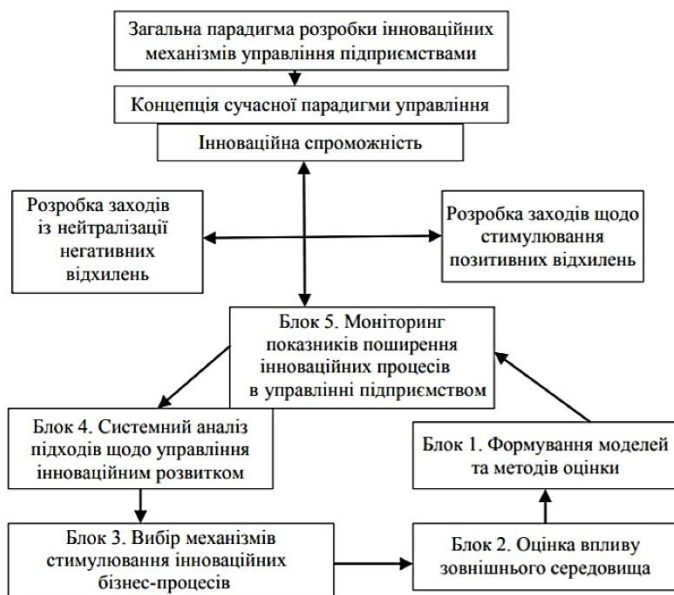 Загальна парадигма розробки інноваційних
механізмів управління підприємствами
Концепція сучасної парадигми управління
Інноваційна спроможність
Розробка заходів
із нейтралізації
негативних
відхилень
Розробка заходів щодо
стимулювання
позитивних відхилень
Блок 5. Моніторинг
показників поширення
інноваційних процесів
в управлінні підприємством
Блок 4. Системний аналіз
підходів щодо управління
інноваційним розвитком
Блок 1. Формування моделей
та методів оцінки
Блок 3. Вибір механізмів
стимулювання інноваційних
бізнес-процесів
Блок 2. Оцінка впливу
зовнішнього середовища